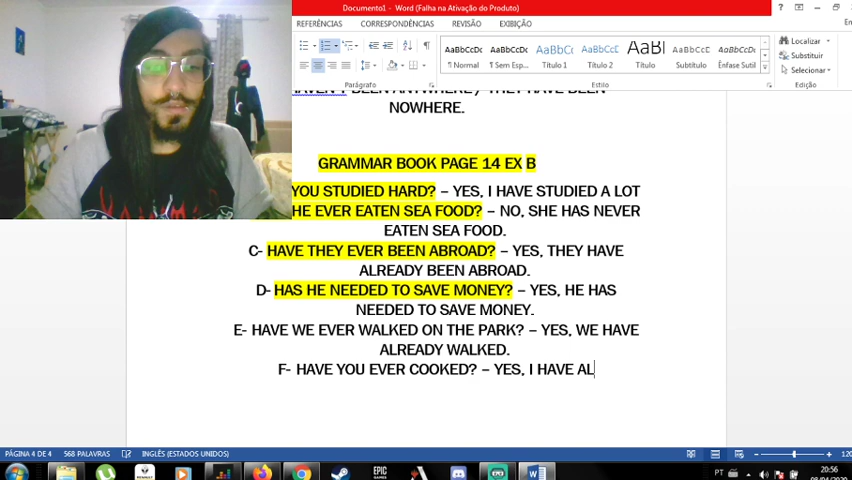 Documento1 - Word (Falha na Ativação do Produto)
REFERÊNCIAS CORRESPONDÊNCIAS REVISÃO EXIBIÇÃO
AaBbCcDc AaBbCcDc AaBbCc AaBbCcD AaBl AaBbCcD AaBbCcD
¶ Normal ¶ Sem Esp... Título 1 Título 2 Título Subtítulo Ênfase Sutil
Localizar
Substituir
Selecionar
Parágrafo Estilo Edição
NOWHERE.
GRAMMAR BOOK PAGE 14 EX B
YOU STUDIED HARD? – YES, I HAVE STUDIED A LOT
HE EVER EATEN SEA FOOD? – NO, SHE HAS NEVER
EATEN SEA FOOD.
C- HAVE THEY EVER BEEN ABROAD? – YES, THEY HAVE
ALREADY BEEN ABROAD.
D- HAS HE NEEDED TO SAVE MONEY? – YES, HE HAS
NEEDED TO SAVE MONEY.
E- HAVE WE EVER WALKED ON THE PARK? – YES, WE HAVE
ALREADY WALKED.
F- HAVE YOU EVER COOKED? – YES, I HAVE AL
PÁGINA 4 DE 4 568 PALAVRAS INGLÊS (ESTADOS UNIDOS) 120
EPIC
GAMES
PT 20:56